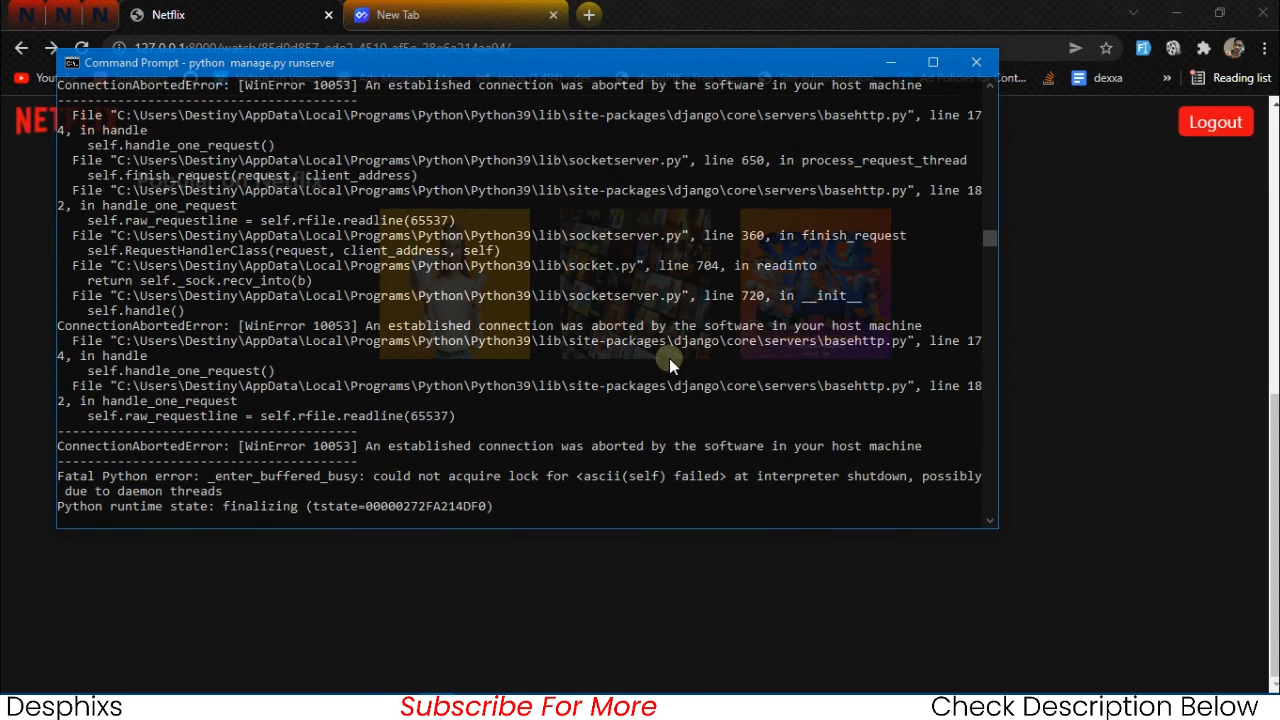 Netflix
New Tab
127.0.0.1:8000/watch/85d0d857-ede2-4510-af5e-28e6a214aa94/
Command Prompt - python manage.py runserver
dexxa
»
Reading list
ConnectionAbortedError: [WinError 10053] An established connection was aborted by the software in your host machine
----------------------------------------
File "C:\Users\Destiny\AppData\Local\Programs\Python\Python39\lib\site-packages\django\core\servers\basehttp.py", line 17
4, in handle
self.handle_one_request()
File "C:\Users\Destiny\AppData\Local\Programs\Python\Python39\lib\socketserver.py", line 650, in process_request_thread
self.finish_request(request, client_address)
File "C:\Users\Destiny\AppData\Local\Programs\Python\Python39\lib\site-packages\django\core\servers\basehttp.py", line 18
2, in handle_one_request
self.raw_requestline = self.rfile.readline(65537)
File "C:\Users\Destiny\AppData\Local\Programs\Python\Python39\lib\socketserver.py", line 360, in finish_request
self.RequestHandlerClass(request, client_address, self)
File "C:\Users\Destiny\AppData\Local\Programs\Python\Python39\lib\socket.py", line 704, in readinto
return self._sock.recv_into(b)
File "C:\Users\Destiny\AppData\Local\Programs\Python\Python39\lib\socketserver.py", line 720, in __init__
self.handle()
ConnectionAbortedError: [WinError 10053] An established connection was aborted by the software in your host machine
File "C:\Users\Destiny\AppData\Local\Programs\Python\Python39\lib\site-packages\django\core\servers\basehttp.py", line 17
4, in handle
self.handle_one_request()
File "C:\Users\Destiny\AppData\Local\Programs\Python\Python39\lib\site-packages\django\core\servers\basehttp.py", line 18
2, in handle_one_request
self.raw_requestline = self.rfile.readline(65537)
----------------------------------------
ConnectionAbortedError: [WinError 10053] An established connection was aborted by the software in your host machine
----------------------------------------
Fatal Python error: _enter_buffered_busy: could not acquire lock for <ascii(self) failed> at interpreter shutdown, possibly
due to daemon threads
Python runtime state: finalizing (tstate=00000272FA214DF0)
Logout
Desphixs
Subscribe For More
Check Description Below